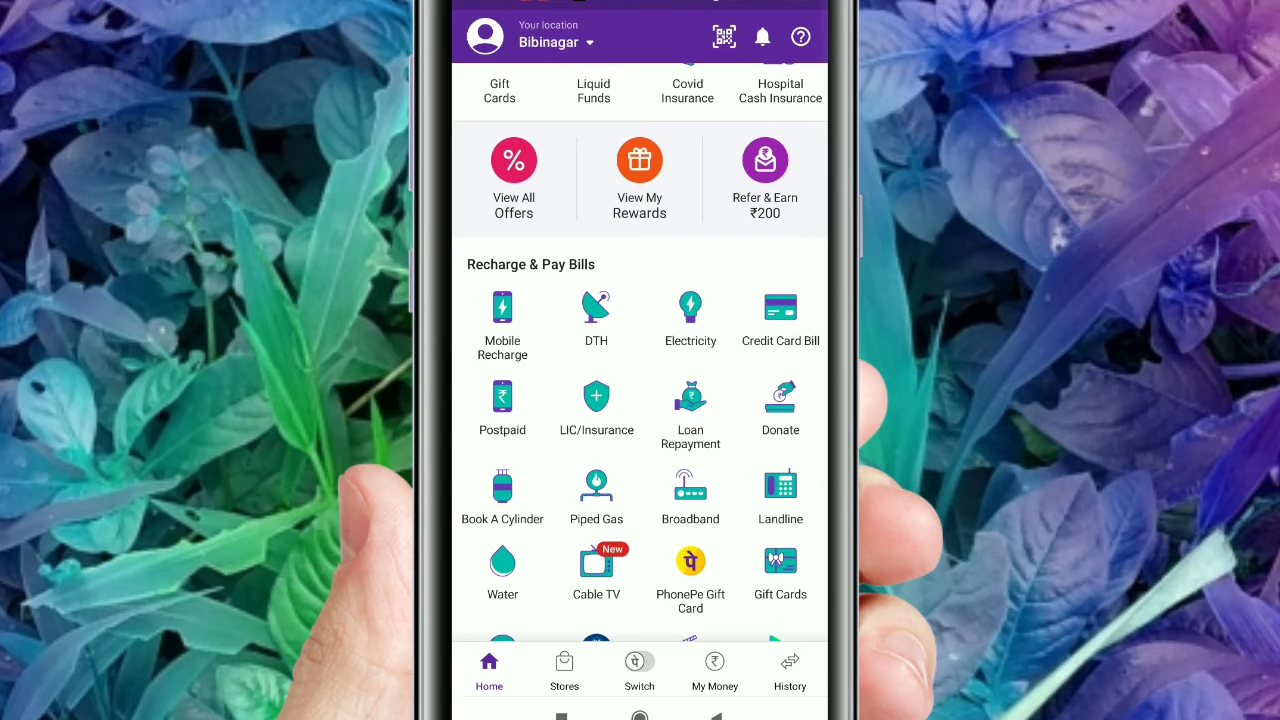 Your location
Bibinagar
Gift Cards
Liquid Funds
Covid Insurance
Hospital Cash Insurance
%
View All Offers
View My Rewards
Refer & Earn ₹200
Recharge & Pay Bills
Mobile Recharge
DTH
Electricity
Credit Card Bill
Postpaid
LIC/Insurance
Loan Repayment
Donate
Book A Cylinder
Piped Gas
Broadband
Landline
Water
New
Cable TV
पे
PhonePe Gift Card
Gift Cards
Home
Stores
पे
Switch
My Money
History